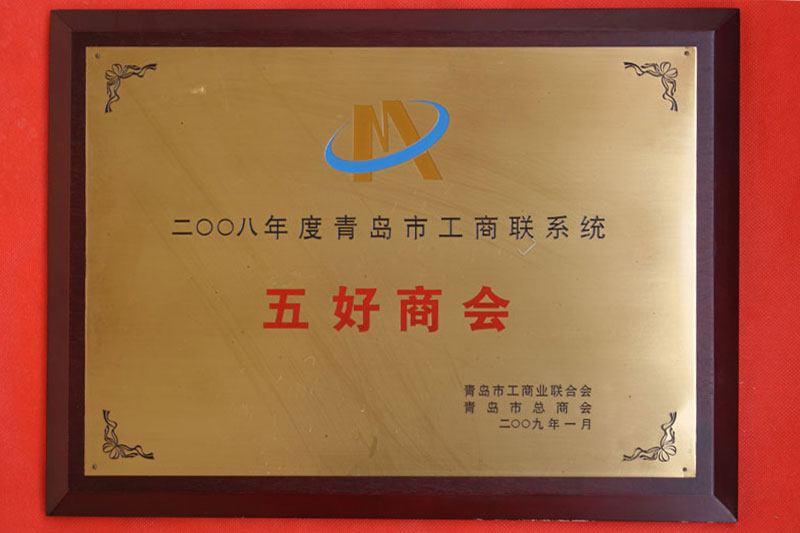 二〇〇八年度青岛市工商联系统
五好商会
青岛市工商业联合会
青岛市总商会
二〇〇九年一月